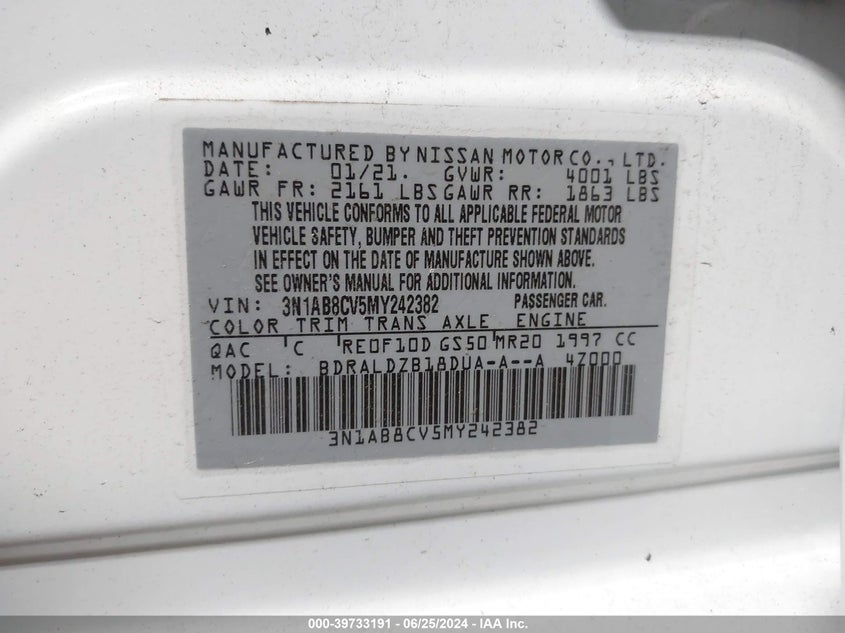 MANUFACTURED BY NISSAN MOTOR CO., LTD.
DATE: 01/21. GVWR: 4001 LBS
GAWR FR: 2161 LBS GAWR RR: 1863 LBS
THIS VEHICLE CONFORMS TO ALL APPLICABLE FEDERAL MOTOR
VEHICLE SAFETY, BUMPER AND THEFT PREVENTION STANDARDS
IN EFFECT ON THE DATE OF MANUFACTURE SHOWN ABOVE.
SEE OWNER'S MANUAL FOR ADDITIONAL INFORMATION.
VIN: 3N1AB8CV5MY242382 PASSENGER CAR.
COLOR TRIM TRANS AXLE ENGINE
QAC C RE0F10D GS50 MR20 1997 CC
MODEL: BDRALDZB18DUA-A--A 4Z000
3N1AB8CV5MY242382
000-39733191 - 06/25/2024 - IAA Inc.